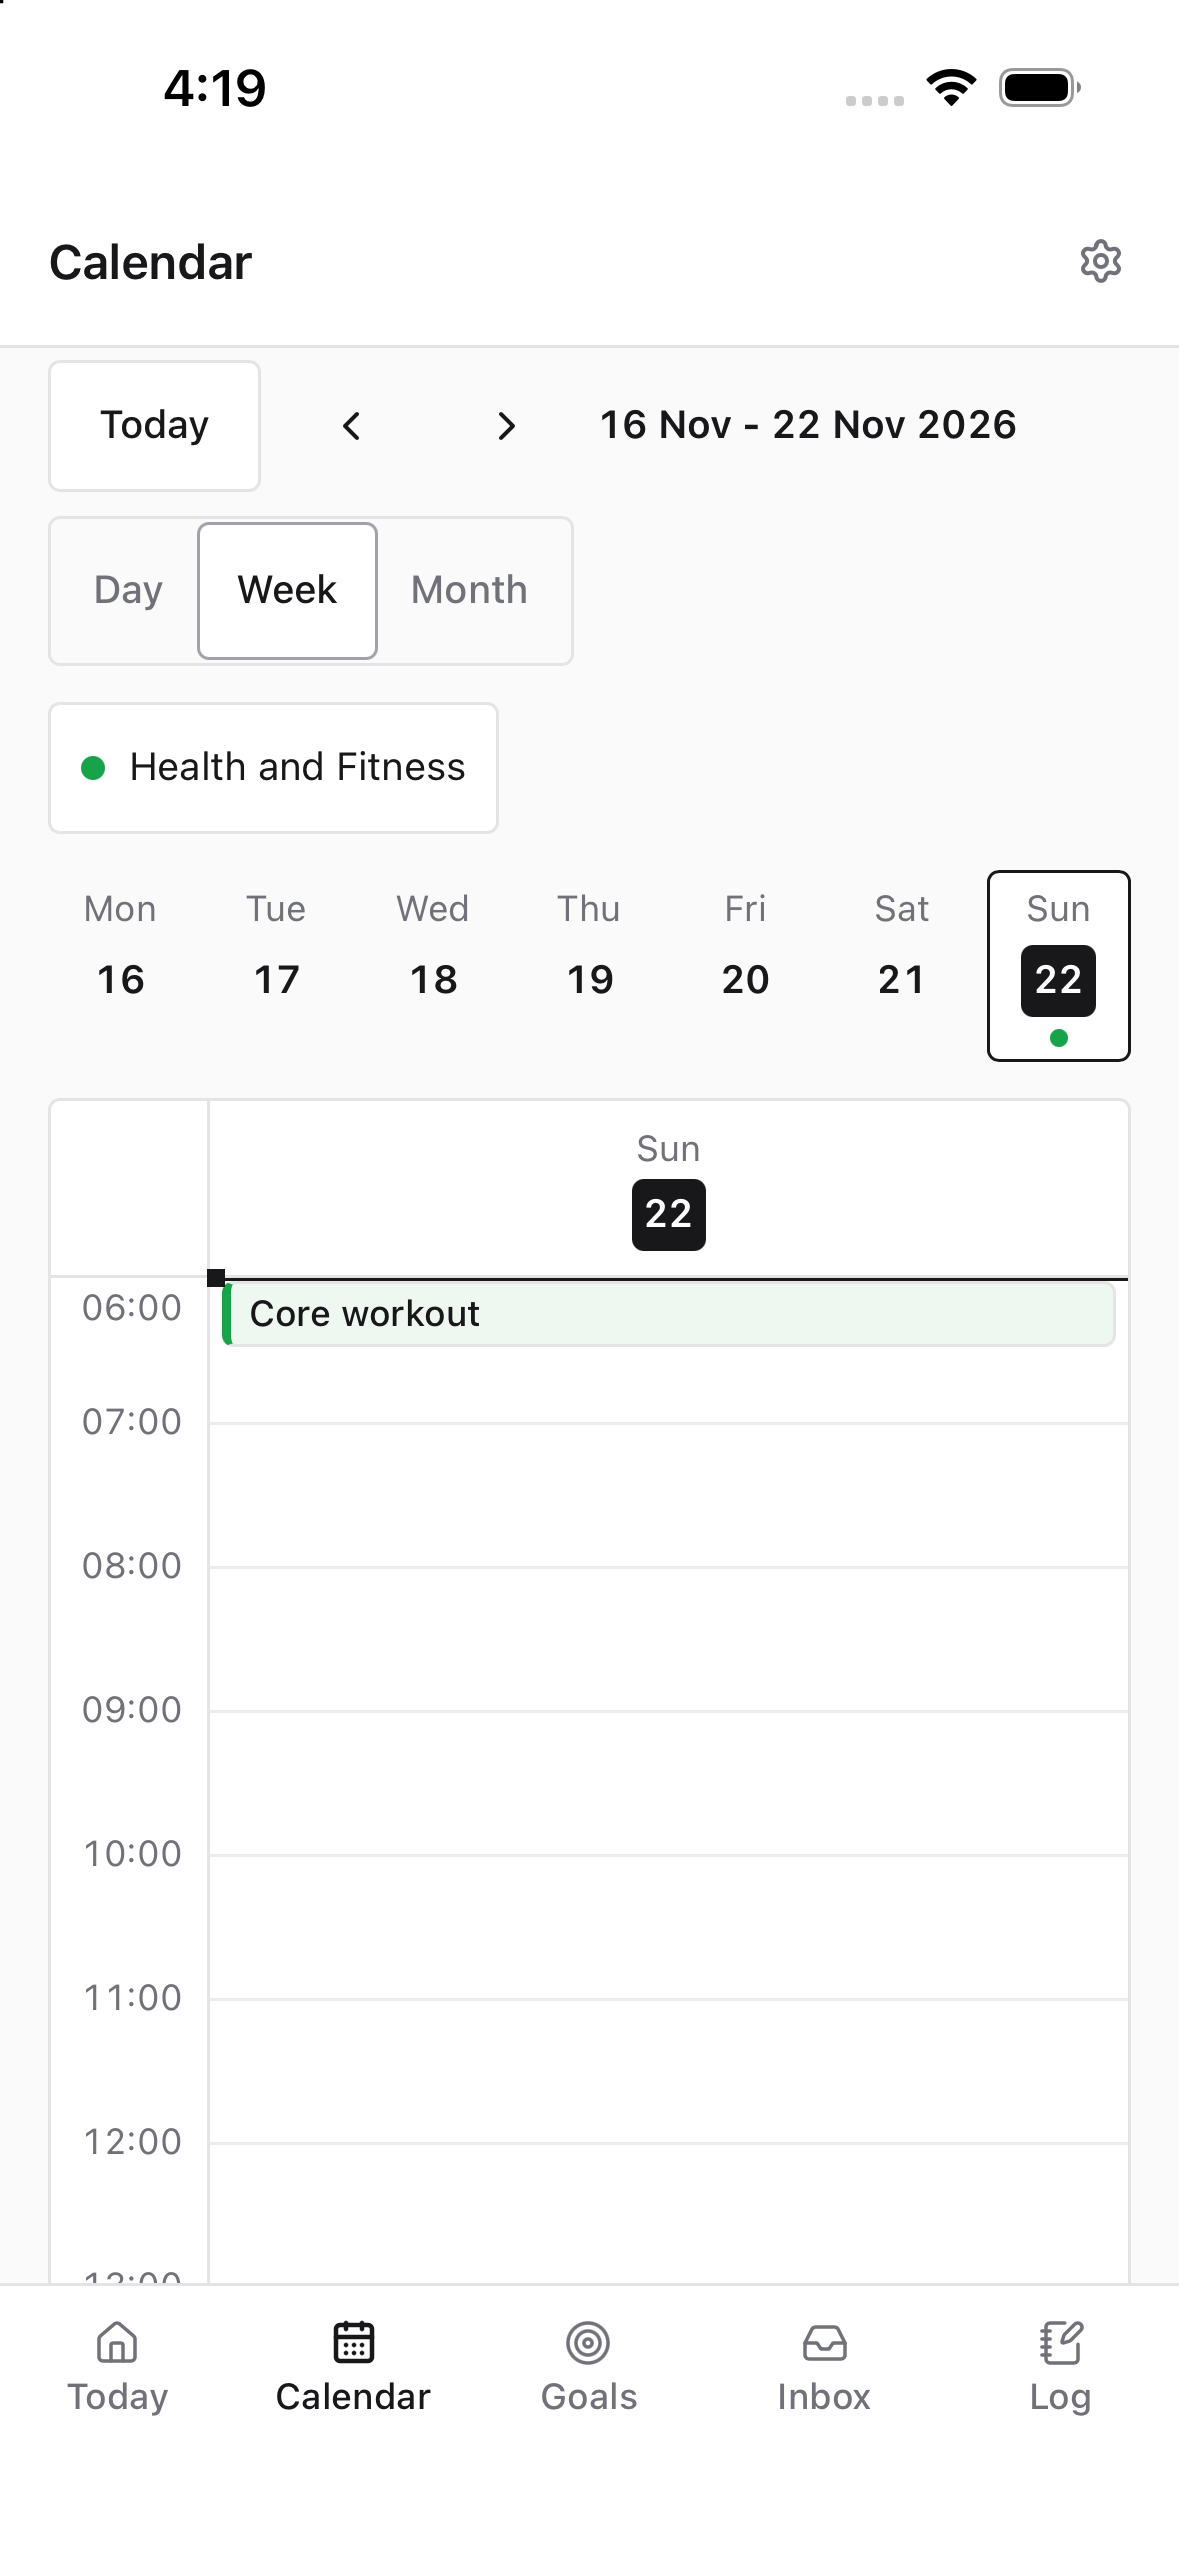 4:19
Calendar
Today
16 Nov - 22 Nov 2026
Day Week Month
Health and Fitness
Mon Tue Wed Thu Fri Sat Sun
16 17 18 19 20 21 22
Sun
22
06:00 Core workout
07:00
08:00
09:00
10:00
11:00
12:00
Today Calendar Goals Inbox Log